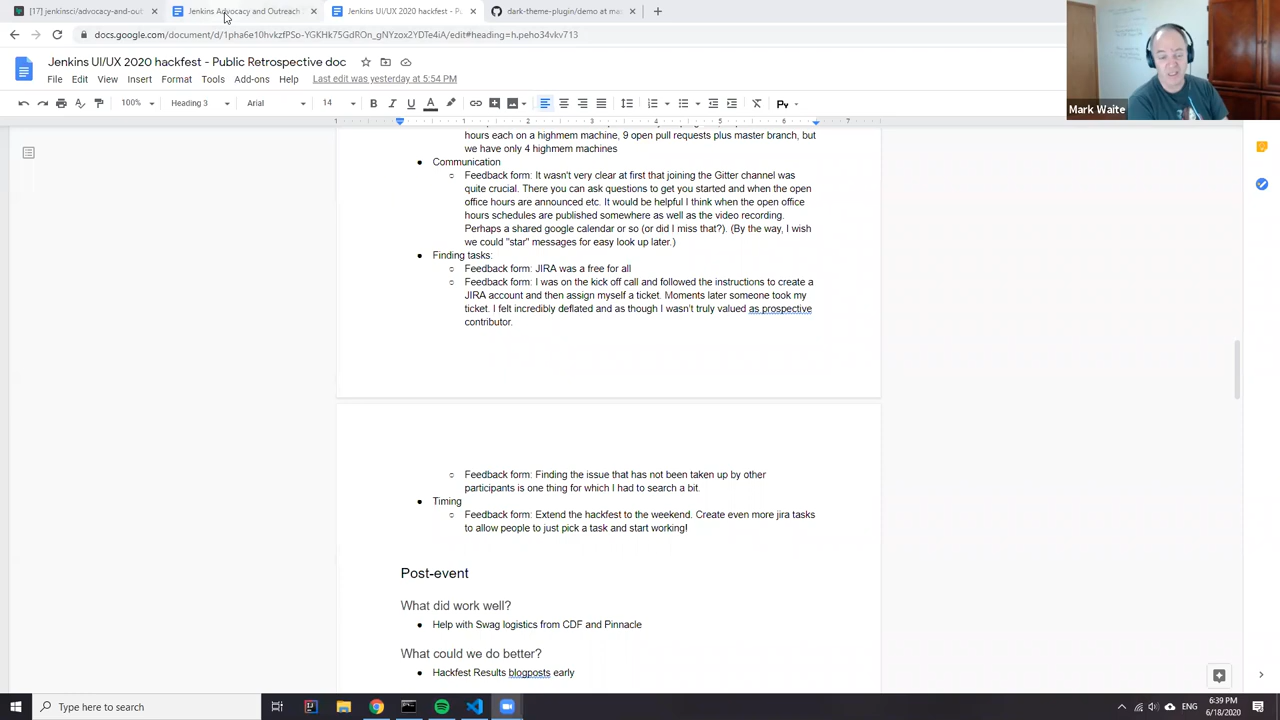 [17] jenkinsci/advocacy-and-out
Jenkins Advocacy and Outreach
Jenkins UI/UX 2020 hackfest - Pu
dark-theme-plugin/demo at mas
docs.google.com/document/d/1pha6e10hvkzfPSo-YGKHk75GdROn_gNYzox2YDTe4iA/edit#heading=h.peho34vkv713
Jenkins UI/UX 2020 hackfest - Public Retrospective doc
File Edit View Insert Format Tools Add-ons Help Last edit was yesterday at 5:54 PM
100% Heading 3 Arial 14
Mark Waite
hours each on a highmem machine, 9 open pull requests plus master branch, but
we have only 4 highmem machines
Communication
Feedback form: It wasn't very clear at first that joining the Gitter channel was
quite crucial. There you can ask questions to get you started and when the open
office hours are announced etc. It would be helpful I think when the open office
hours schedules are published somewhere as well as the video recording.
Perhaps a shared google calendar or so (or did I miss that?). (By the way, I wish
we could "star" messages for easy look up later.)
Finding tasks:
Feedback form: JIRA was a free for all
Feedback form: I was on the kick off call and followed the instructions to create a
JIRA account and then assign myself a ticket. Moments later someone took my
ticket. I felt incredibly deflated and as though I wasn't truly valued as prospective
contributor.
Feedback form: Finding the issue that has not been taken up by other
participants is one thing for which I had to search a bit.
Timing
Feedback form: Extend the hackfest to the weekend. Create even more jira tasks
to allow people to just pick a task and start working!
Post-event
What did work well?
Help with Swag logistics from CDF and Pinnacle
What could we do better?
Hackfest Results blogposts early
Type here to search
6:39 PM
6/18/2020